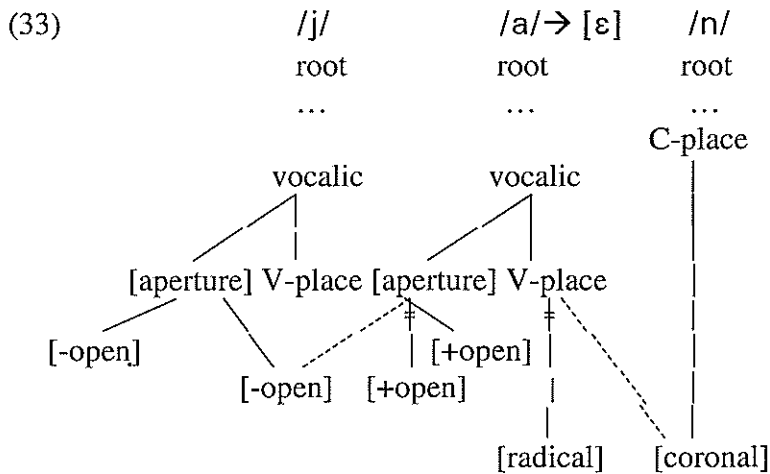 (33) /j/ /a/→ [ɛ] /n/
root root root
... ... ...
C-place
vocalic vocalic
[aperture] V-place [aperture] V-place
[-open] [+open]
[-open] [+open]
[radical] [coronal]